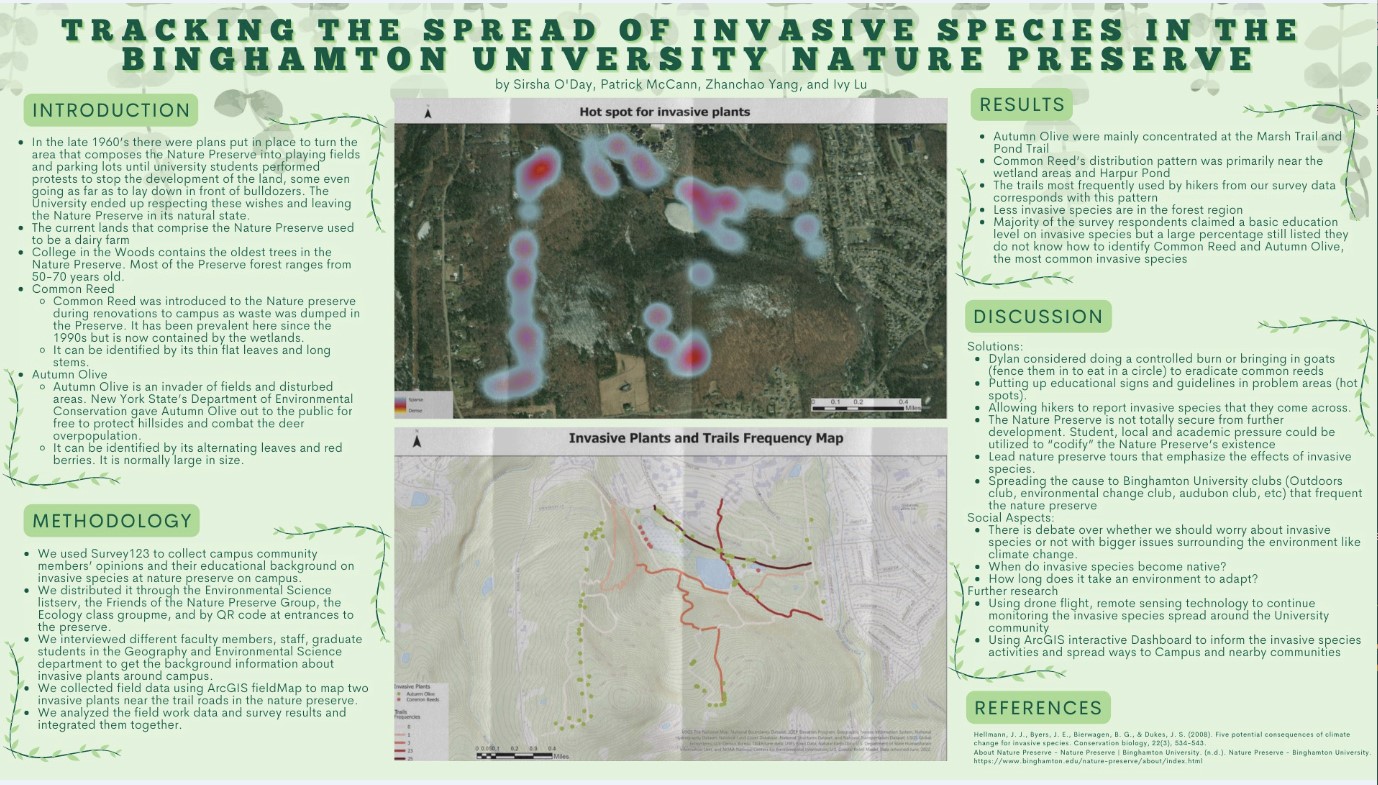 TRACKING THE SPREAD OF INVASIVE SPECIES IN THE
BINGHAMTON UNIVERSITY NATURE PRESERVE
by Sirsha O'Day, Patrick McCann, Zhanchao Yang, and Ivy Lu
INTRODUCTION
In the late 1960's there were plans put in place to turn the
area that composes the Nature Preserve into playing fields
and parking lots until university students performed
protests to stop the development of the land, some even
going as far as to lay down in front of bulldozers. The
University ended up respecting these wishes and leaving
the Nature Preserve in its natural state.
The current lands that comprise the Nature Preserve used
to be a dairy farm
College in the Woods contains the oldest trees in the
Nature Preserve. Most of the Preserve forest ranges from
50-70 years old.
Common Reed
Common Reed was introduced to the Nature preserve
during renovations to campus as waste was dumped in
the Preserve. It has been prevalent here since the
1990s but is now contained by the wetlands.
It can be identified by its thin flat leaves and long
stems.
Autumn Olive
Autumn Olive is an invader of fields and disturbed
areas. New York State's Department of Environmental
Conservation gave Autumn Olive out to the public for
free to protect hillsides and combat the deer
overpopulation.
It can be identified by its alternating leaves and red
berries. It is normally large in size.
METHODOLOGY
We used Survey123 to collect campus community
members' opinions and their educational background on
invasive species at nature preserve on campus.
We distributed it through the Environmental Science
listserv, the Friends of the Nature Preserve Group, the
Ecology class groupme, and by QR code at entrances to
the preserve.
We interviewed different faculty members, staff, graduate
students in the Geography and Environmental Science
department to get the background information about
invasive plants around campus.
We collected field data using ArcGIS fieldMap to map two
invasive plants near the trail roads in the nature preserve.
We analyzed the field work data and survey results and
integrated them together.
Hot spot for invasive plants
Sparse
Dense
0 0.1 0.2 0.4
Miles
Invasive Plants and Trails Frequency Map
Invasive Plants
Autumn Olive
Common Reeds
Trails
Frequencies
0 0.1 0.2 0.3 0.4
Miles
RESULTS
Autumn Olive were mainly concentrated at the Marsh Trail and
Pond Trail
Common Reed's distribution pattern was primarily near the
wetland areas and Harpur Pond
The trails most frequently used by hikers from our survey data
corresponds with this pattern
Less invasive species are in the forest region
Majority of the survey respondents claimed a basic education
level on invasive species but a large percentage still listed they
do not know how to identify Common Reed and Autumn Olive,
the most common invasive species
DISCUSSION
Solutions:
Dylan considered doing a controlled burn or bringing in goats
(fence them in to eat in a circle) to eradicate common reeds
Putting up educational signs and guidelines in problem areas (hot
spots).
Allowing hikers to report invasive species that they come across.
The Nature Preserve is not totally secure from further
development. Student, local and academic pressure could be
utilized to "codify" the Nature Preserve's existence
Lead nature preserve tours that emphasize the effects of invasive
species.
Spreading the cause to Binghamton University clubs (Outdoors
club, environmental change club, audubon club, etc) that frequent
the nature preserve
Social Aspects:
There is debate over whether we should worry about invasive
species or not with bigger issues surrounding the environment like
climate change.
When do invasive species become native?
How long does it take an environment to adapt?
Further research
Using drone flight, remote sensing technology to continue
monitoring the invasive species spread around the University
community
Using ArcGIS interactive Dashboard to inform the invasive species
activities and spread ways to Campus and nearby communities
REFERENCES
Hellmann, J. J., Byers, J. E., Bierwagen, B. G., & Dukes, J. S. (2008). Five potential consequences of climate
change for invasive species. Conservation biology, 22(3), 534-543.
About Nature Preserve - Nature Preserve | Binghamton University. (n.d.). Nature Preserve - Binghamton University.
https://www.binghamton.edu/nature-preserve/about/index.html